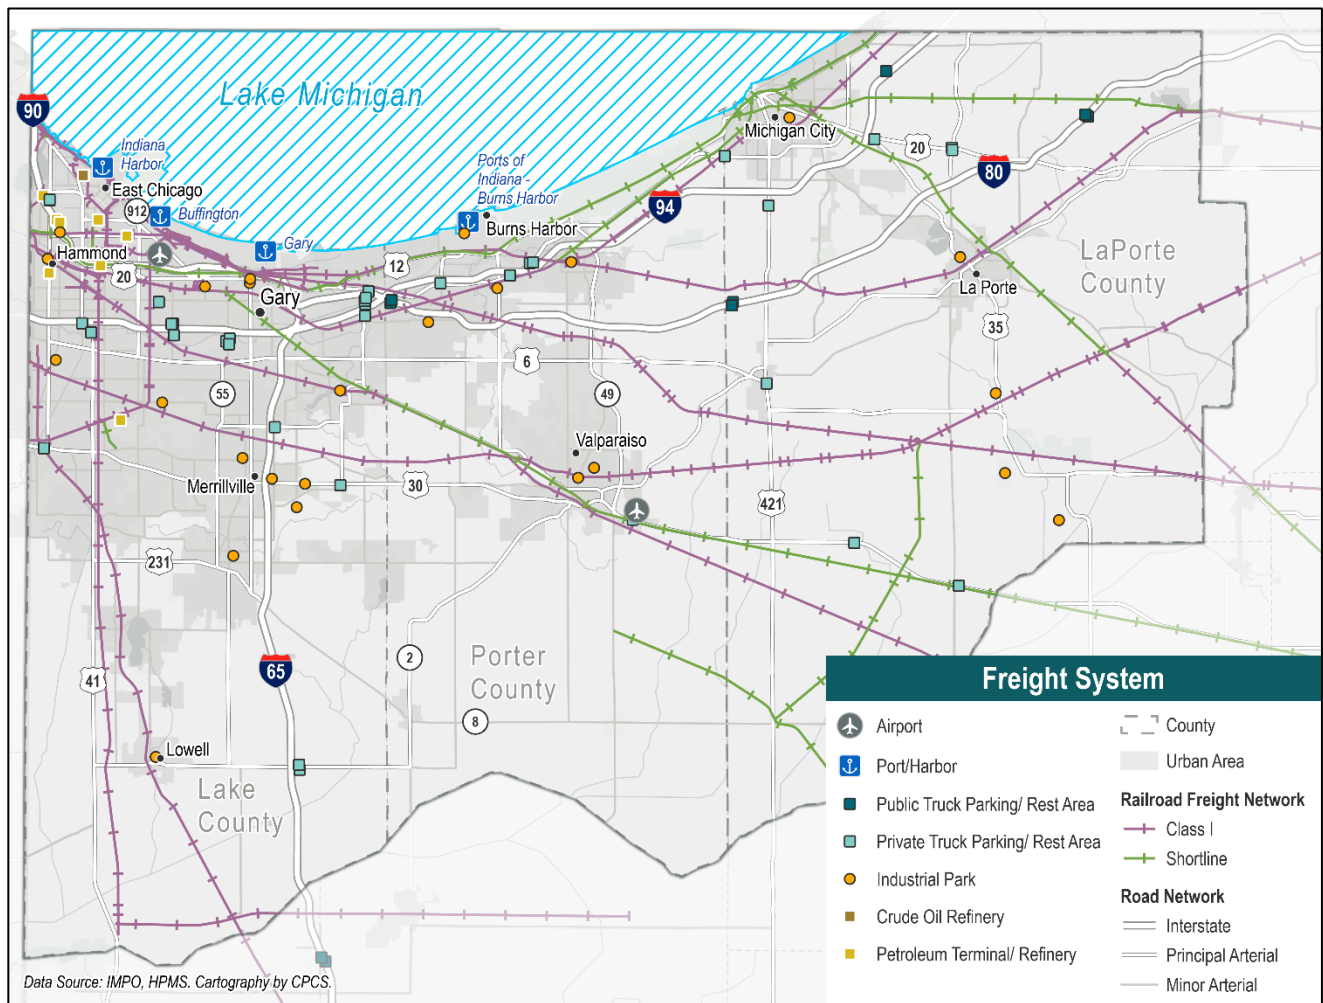 Lake Michigan
90
Indiana
Harbor
East Chicago
912
Buffington
Hammond
20
Gary
Gary
12
Ports of
Indiana -
Burns Harbor
Burns Harbor
94
Michigan City
20
80
LaPorte
County
La Porte
35
6
49
55
Valparaiso
Merrillville
30
421
231
65
2
Porter
County
8
41
Lowell
Lake
County
Freight System
Airport
Port/Harbor
Public Truck Parking/ Rest Area
Private Truck Parking/ Rest Area
Industrial Park
Crude Oil Refinery
Petroleum Terminal/ Refinery
County
Urban Area
Railroad Freight Network
Class I
Shortline
Road Network
Interstate
Principal Arterial
Minor Arterial
Data Source: IMPO, HPMS. Cartography by CPCS.